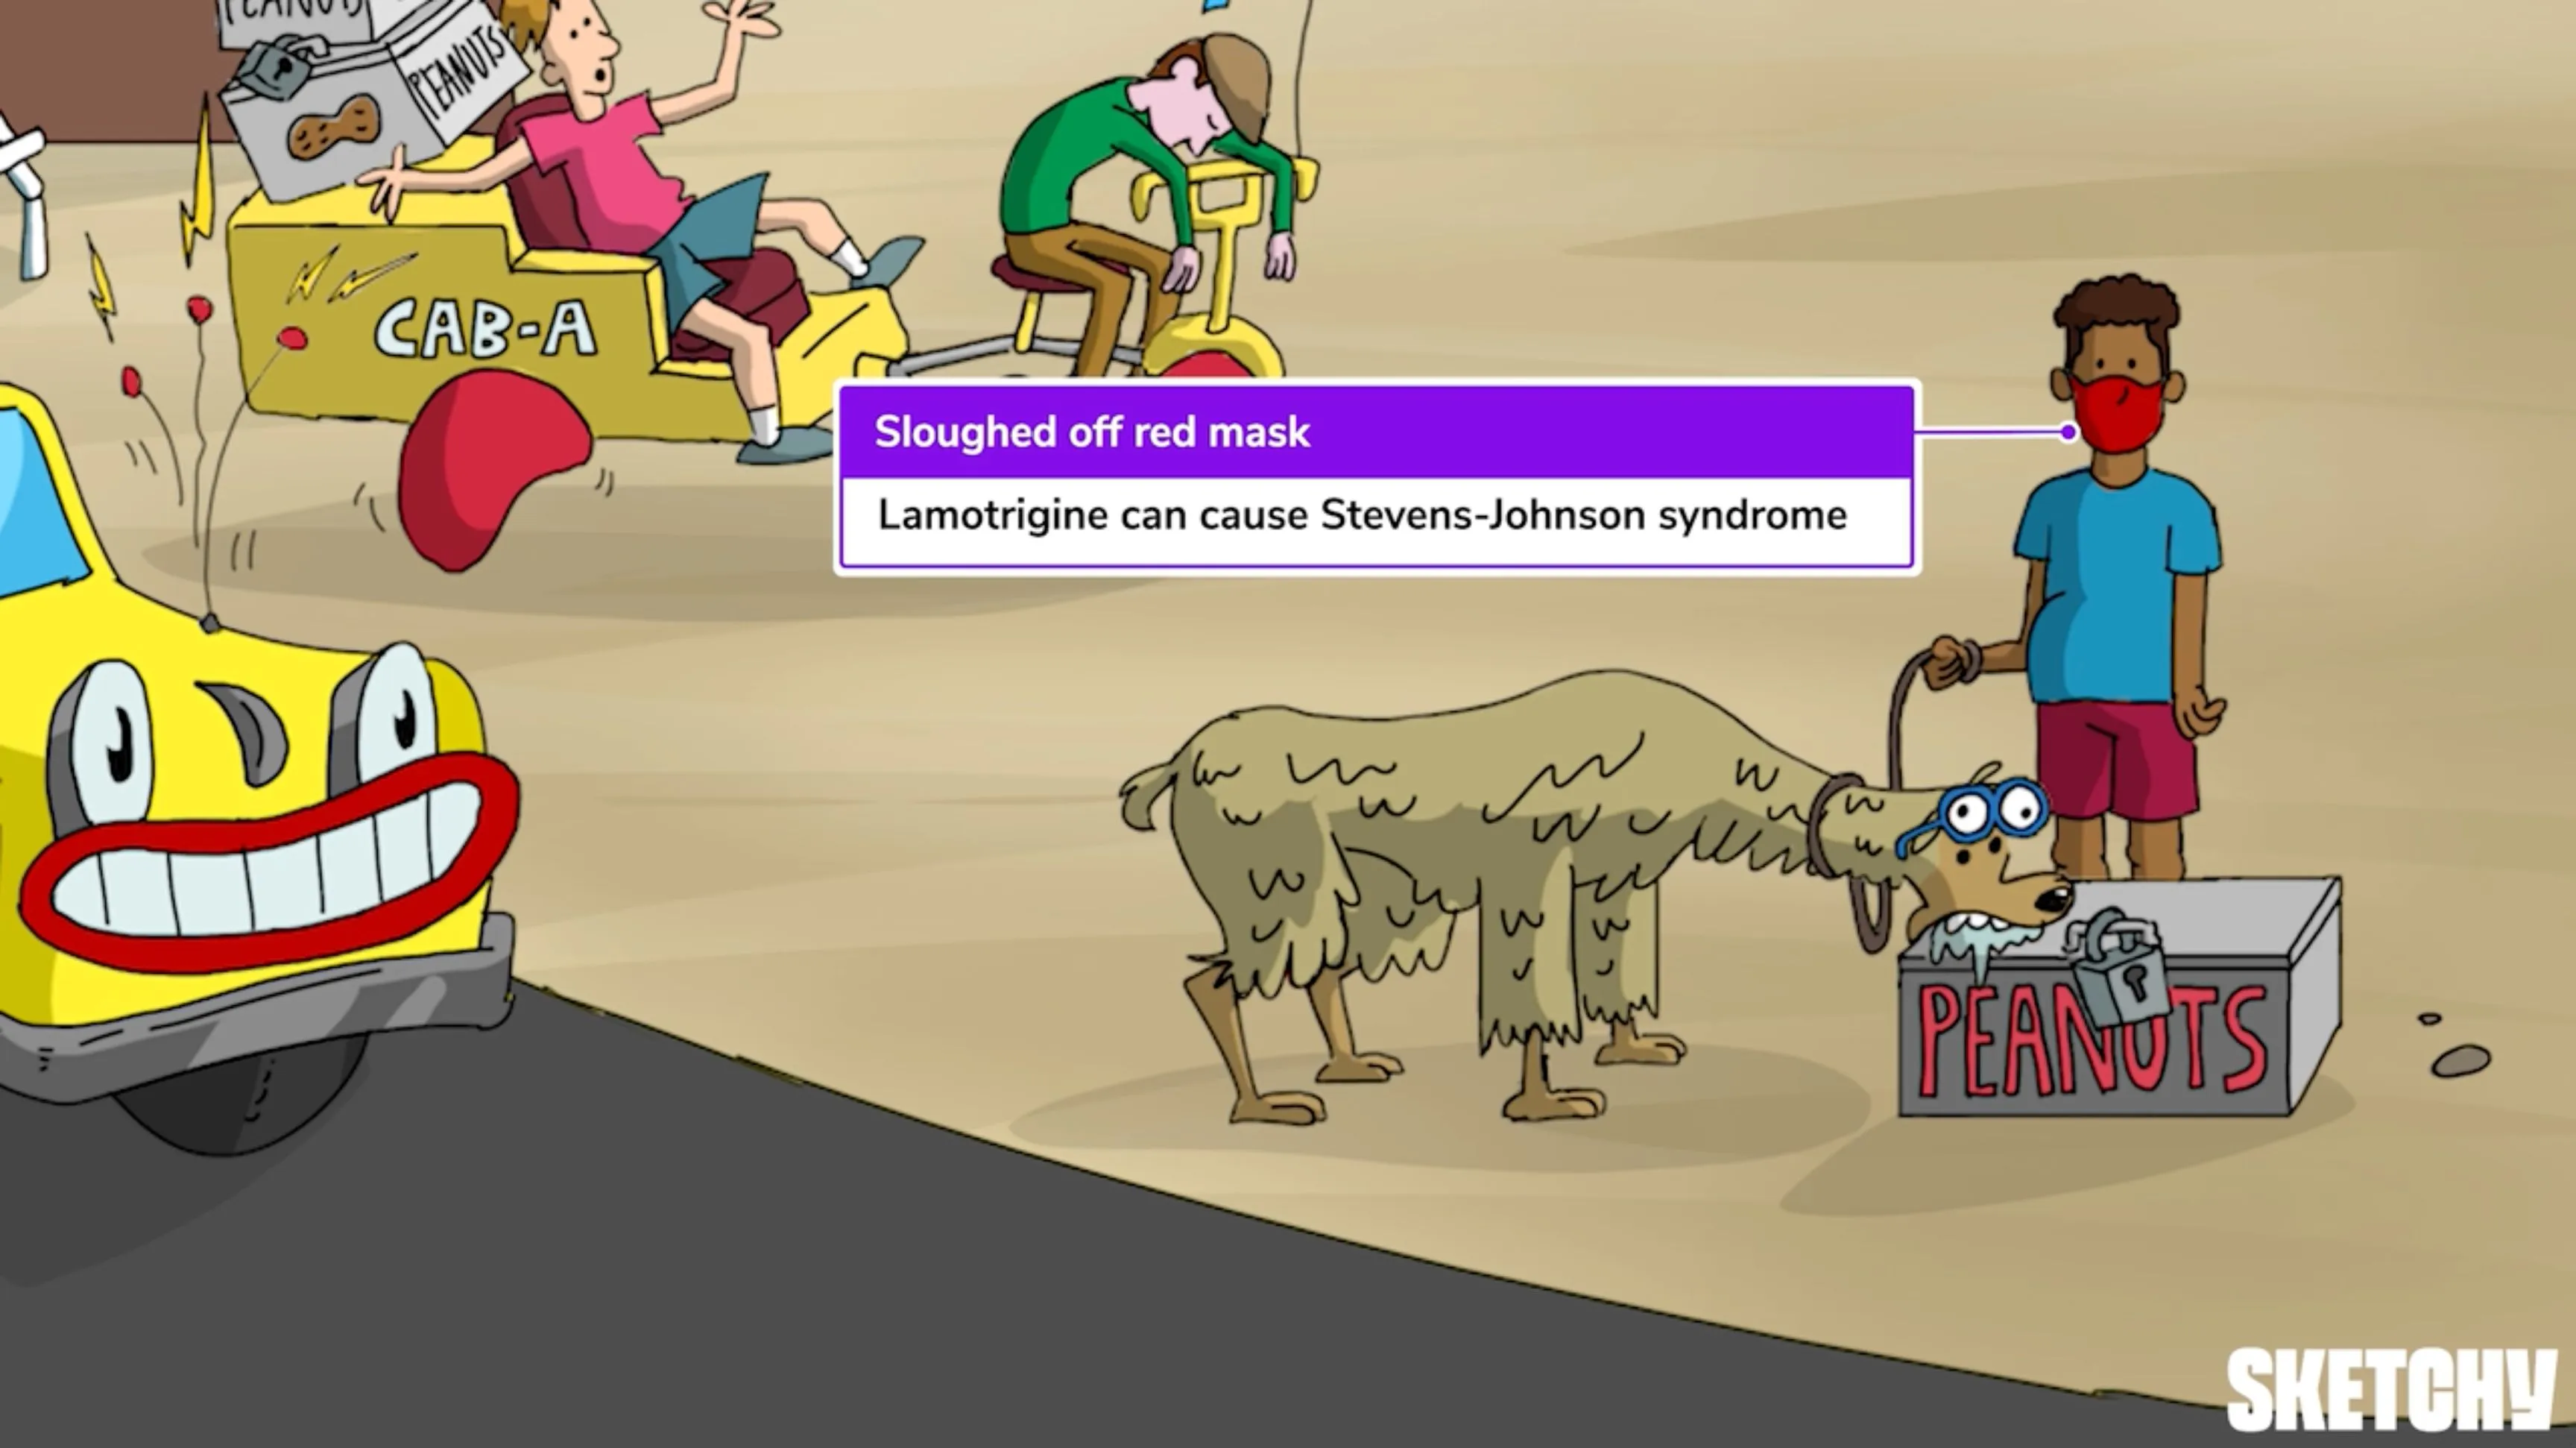 PEANUTS
PEANUTS
CAB-A
Sloughed off red mask
Lamotrigine can cause Stevens-Johnson syndrome
PEANUTS
SKETCHY